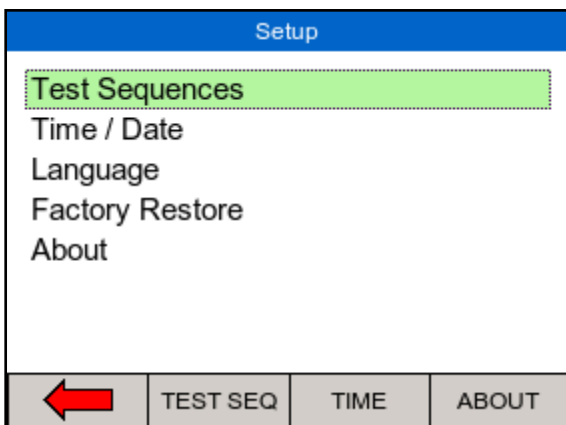 Setup
Test Sequences
Time / Date
Language
Factory Restore
About
TEST SEQ TIME ABOUT